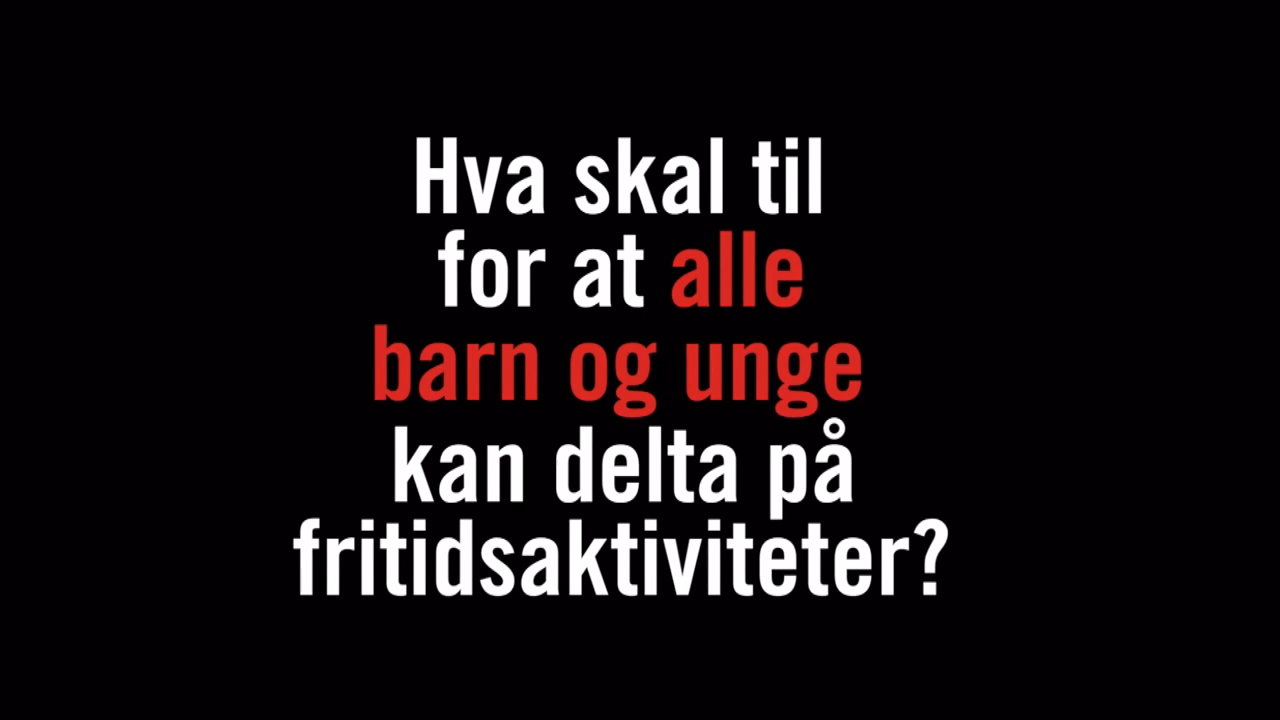 Hva skal til
for at alle
barn og unge
kan delta på
fritidsaktiviteter?